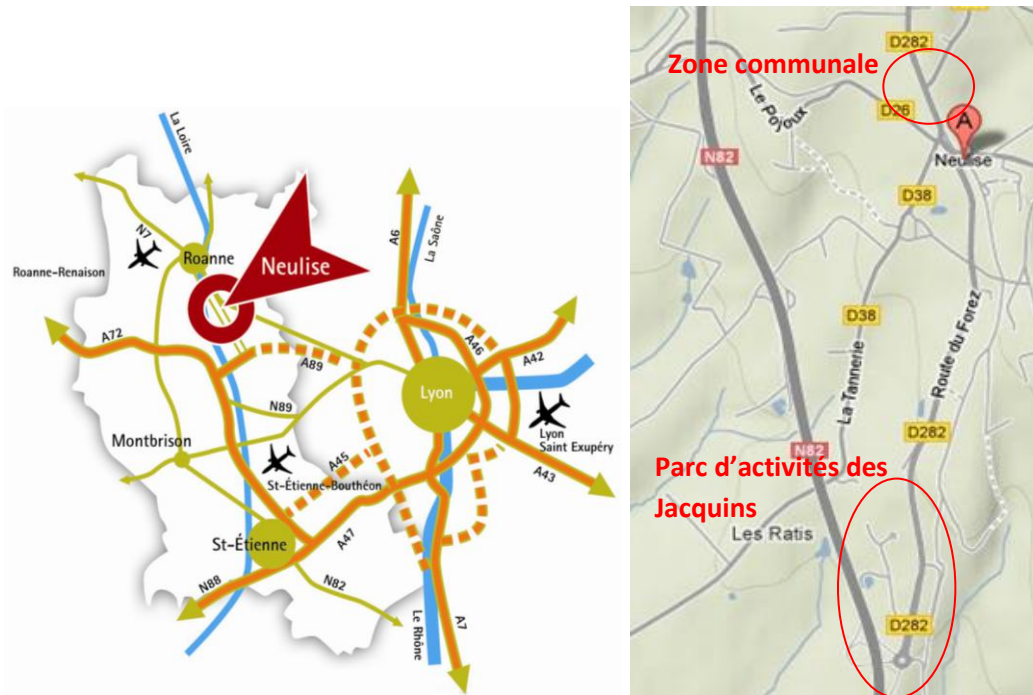 La Loire
N7
Roanne
Roanne-Renaison
Neulise
A6
La Saône
A72
A89
A46
A42
Lyon
N89
Lyon
Saint Exupéry
Montbrison
St-Étienne-Bouthéon
A45
A43
St-Étienne
A47
N88
N82
Le Rhône
A7
D282
Zone communale
Le Pojoux
D26
A
N82
Neulise
D38
D38
La Tannerie
Route du Forez
N82
D282
Parc d'activités des
Jacquins
Les Ratis
D282